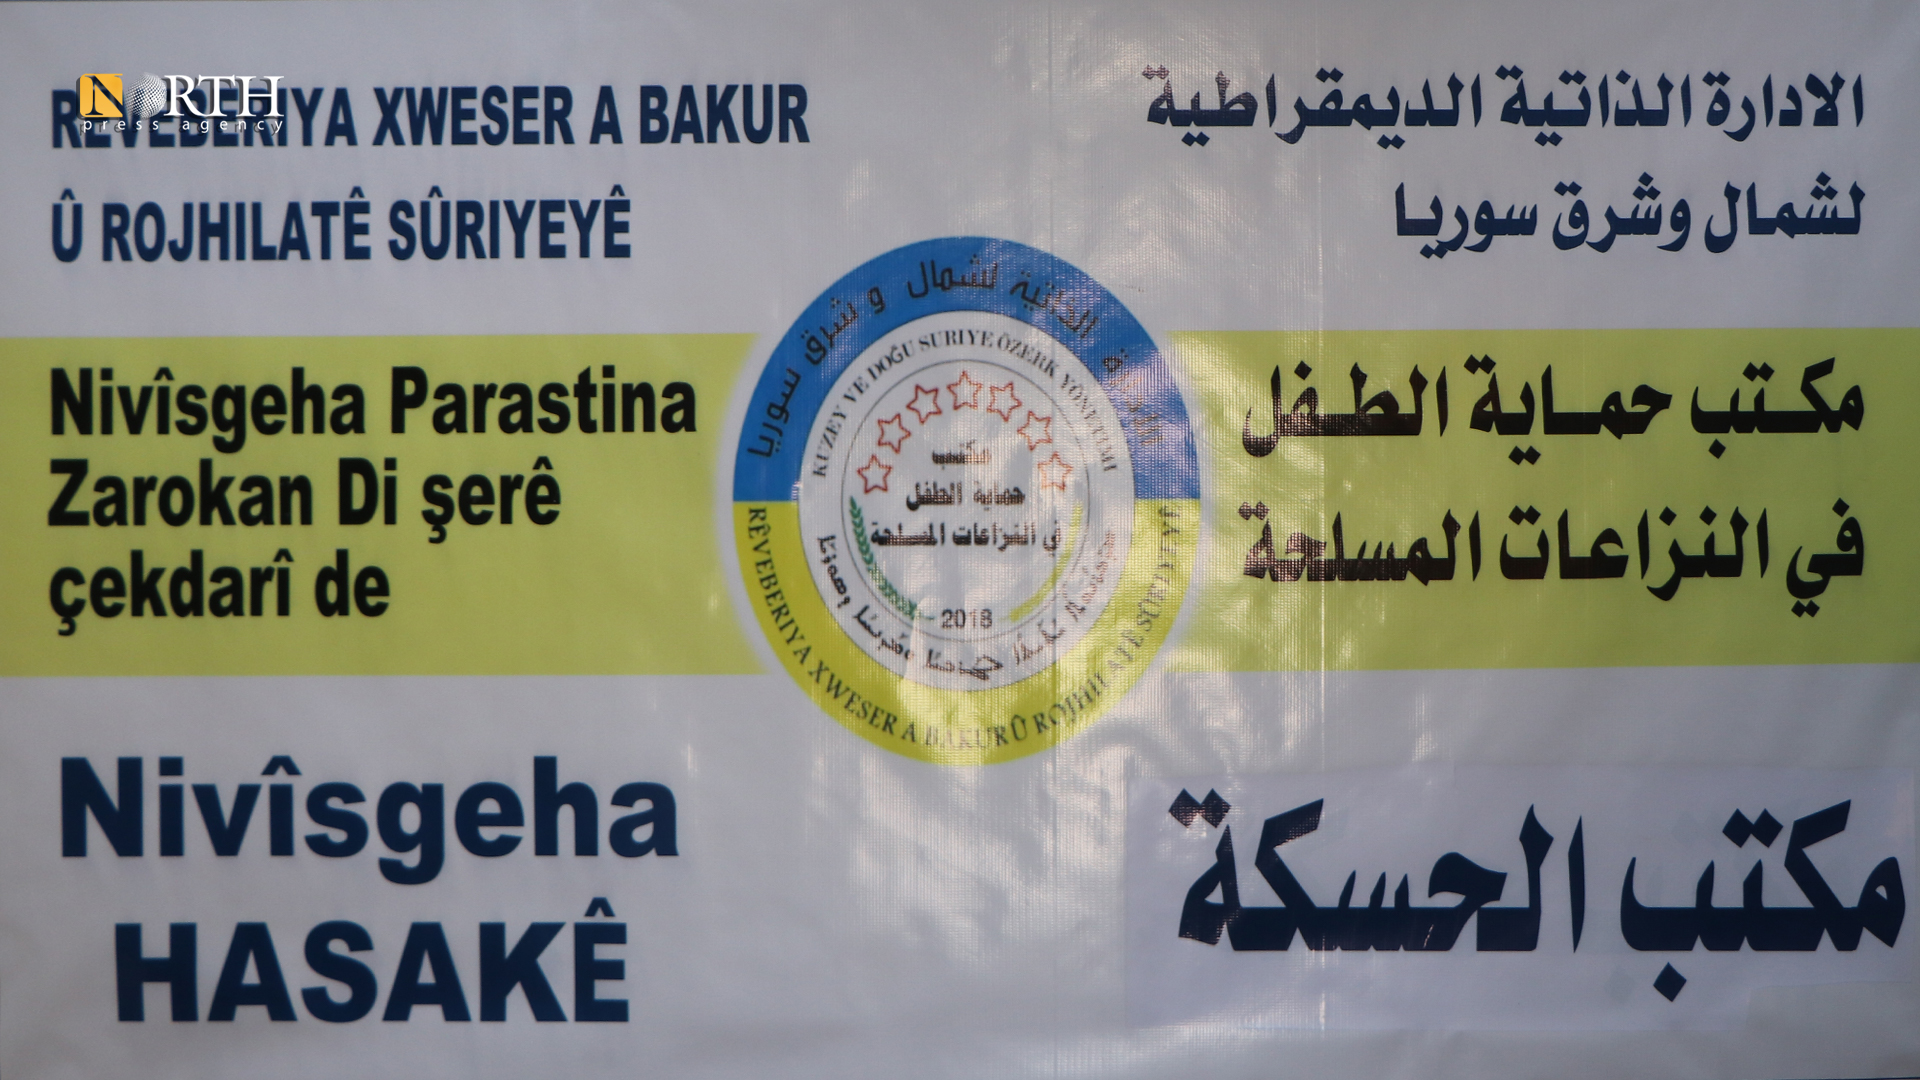 NORTH
press agency
REVEBERIYA XWESER A BAKUR
Û ROJHILATÊ SÛRIYEYÊ
الادارة الذاتية الديمقراطية
لشمال وشرق سوريا
Nivîsgeha Parastina
Zarokan Di şerê
çekdarî de
الذاتية لشمال و شرق سوريا
KUZEY VE DOĞU SURIYE ÖZERK YÖNETIMI
مكتب
حماية الطفل
في النزاعات المسلحة
2018
RÊVEBERIYA XWESER A BAKUR Û ROJHILATÊ SÛRIYEYÊ
مكتب حماية الطفل
في النزاعات المسلحة
Nivîsgeha
HASAKÊ
مكتب الحسكة